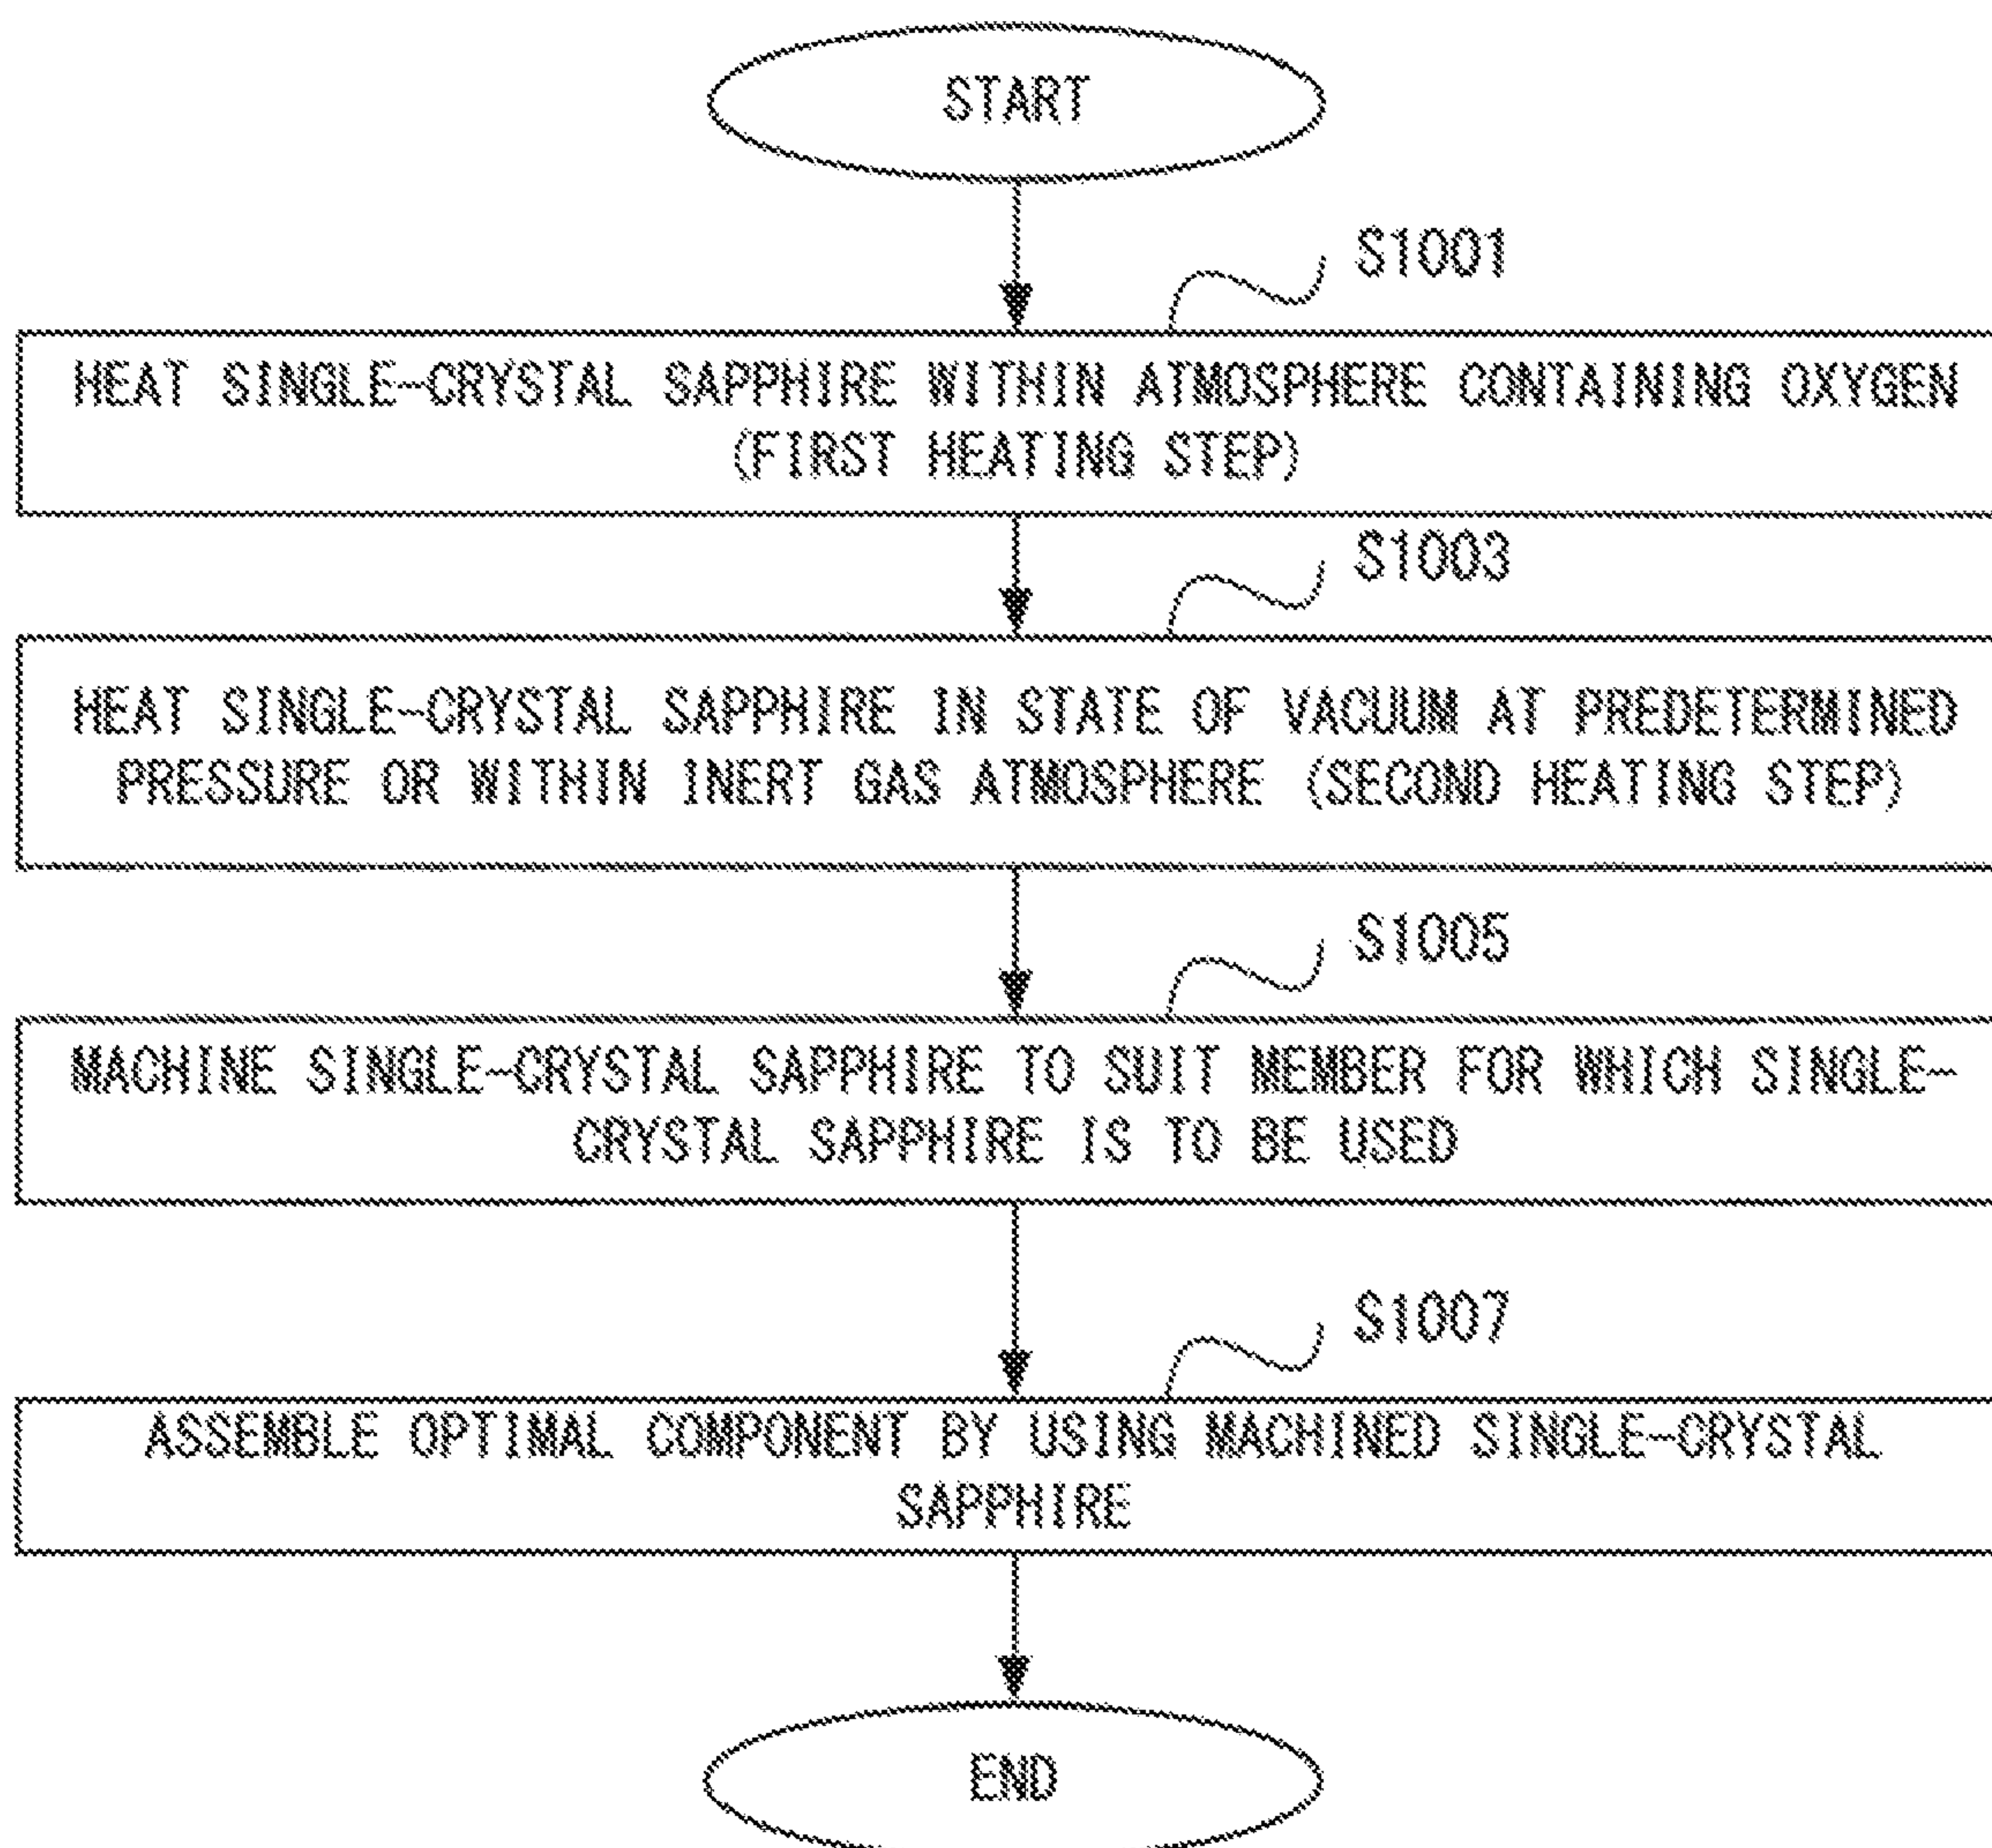 START
S1001
HEAT SINGLE-CRYSTAL SAPPHIRE WITHIN ATMOSPHERE CONTAINING OXYGEN
(FIRST HEATING STEP)
S1003
HEAT SINGLE-CRYSTAL SAPPHIRE IN STATE OF VACUUM AT PREDETERMINED
PRESSURE OR WITHIN INERT GAS ATMOSPHERE (SECOND HEATING STEP)
S1005
MACHINE SINGLE-CRYSTAL SAPPHIRE TO SUIT MEMBER FOR WHICH SINGLE-
CRYSTAL SAPPHIRE IS TO BE USED
S1007
ASSEMBLE OPTIMAL COMPONENT BY USING MACHINED SINGLE-CRYSTAL
SAPPHIRE
END